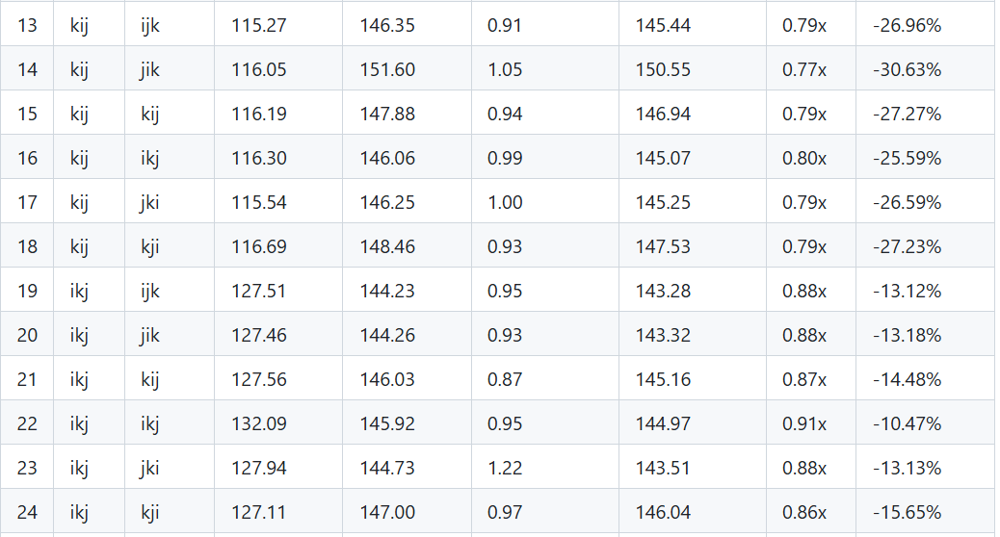 13 kij ijk 115.27 146.35 0.91 145.44 0.79x -26.96%
14 kij jik 116.05 151.60 1.05 150.55 0.77x -30.63%
15 kij kij 116.19 147.88 0.94 146.94 0.79x -27.27%
16 kij ikj 116.30 146.06 0.99 145.07 0.80x -25.59%
17 kij jki 115.54 146.25 1.00 145.25 0.79x -26.59%
18 kij kji 116.69 148.46 0.93 147.53 0.79x -27.23%
19 ikj ijk 127.51 144.23 0.95 143.28 0.88x -13.12%
20 ikj jik 127.46 144.26 0.93 143.32 0.88x -13.18%
21 ikj kij 127.56 146.03 0.87 145.16 0.87x -14.48%
22 ikj ikj 132.09 145.92 0.95 144.97 0.91x -10.47%
23 ikj jki 127.94 144.73 1.22 143.51 0.88x -13.13%
24 ikj kji 127.11 147.00 0.97 146.04 0.86x -15.65%